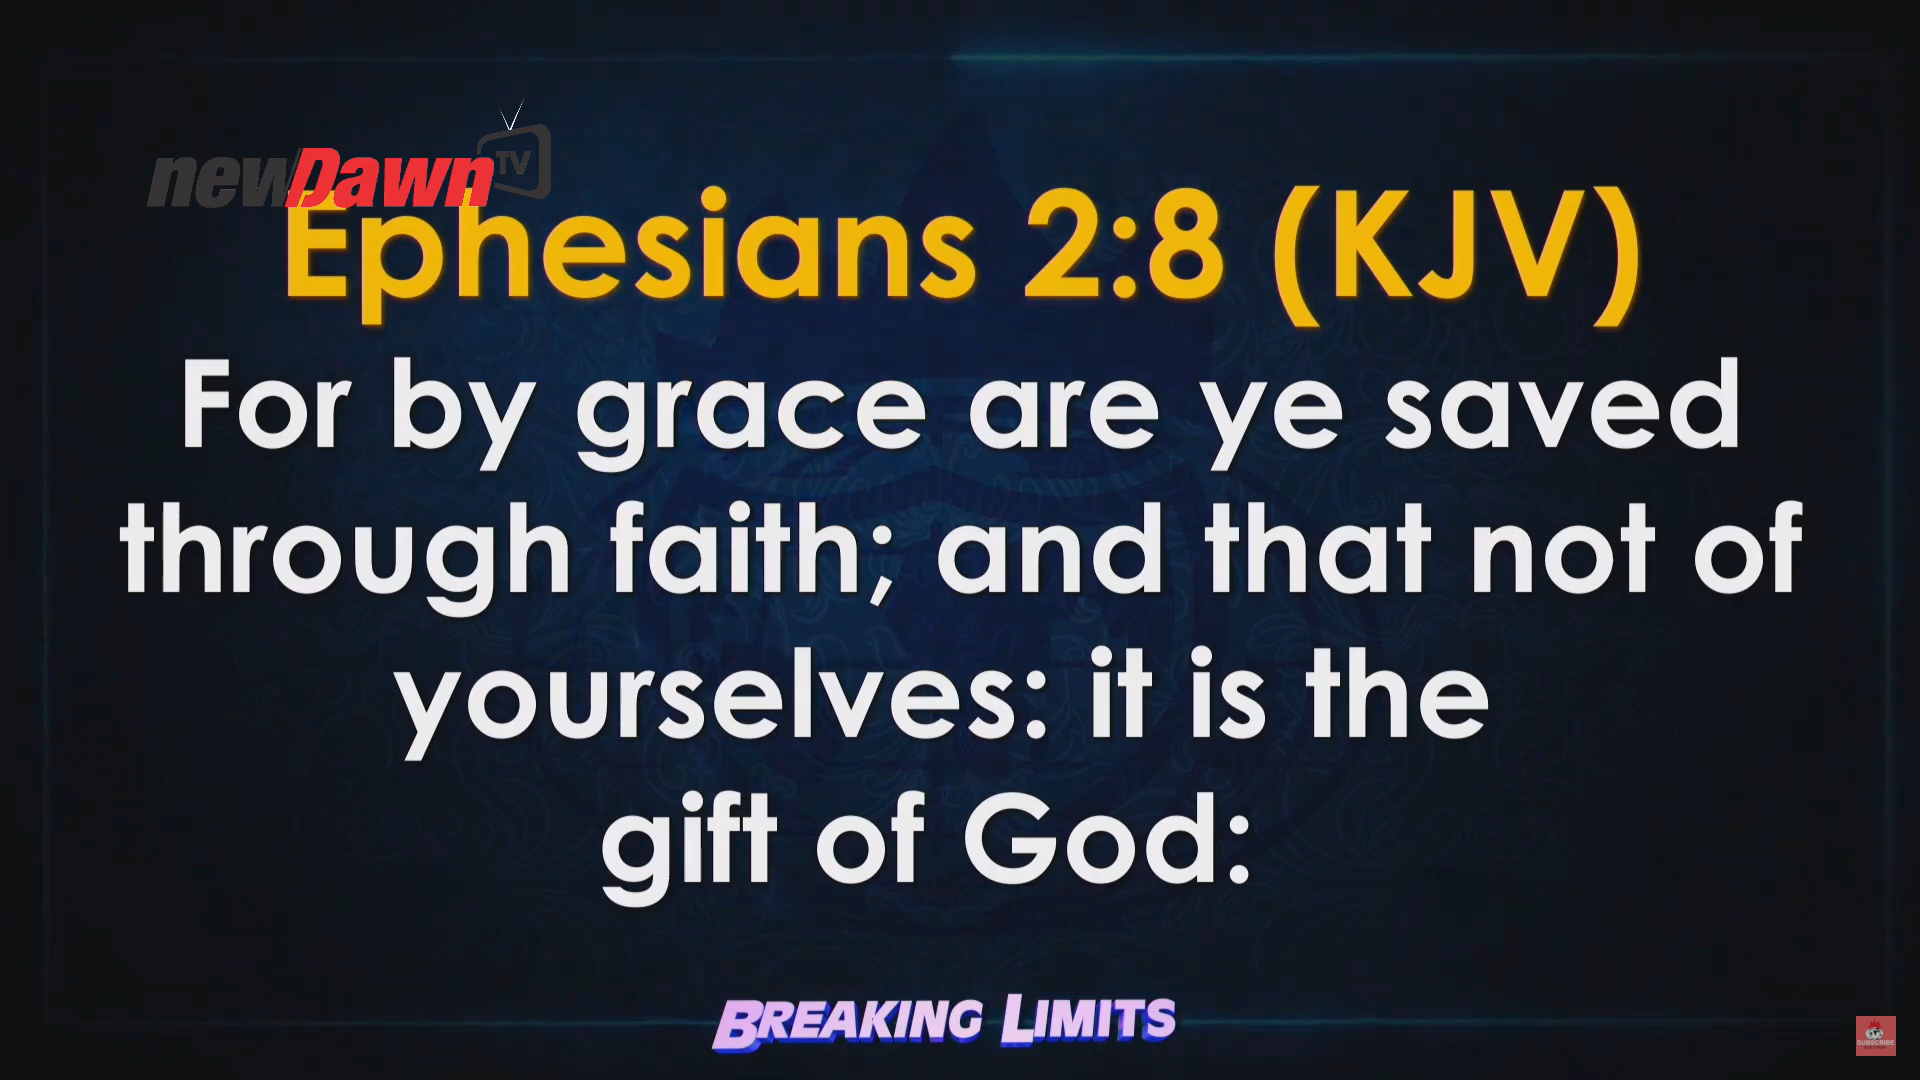 newDawn TV
Ephesians 2:8 (KJV)
For by grace are ye saved
through faith; and that not of
yourselves: it is the
gift of God:
BREAKING LIMITS
SUBSCRIBE